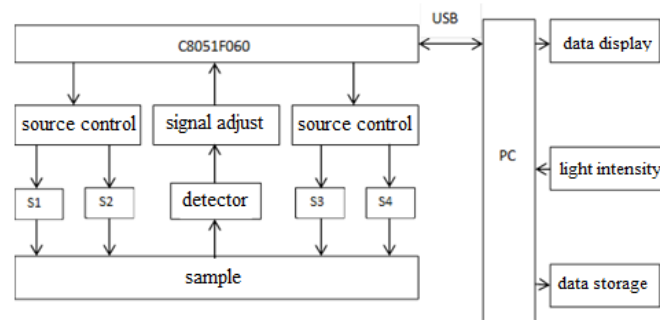 USB
C8051F060
data display
source control
signal adjust
source control
PC
light intensity
S1
S2
detector
S3
S4
sample
data storage